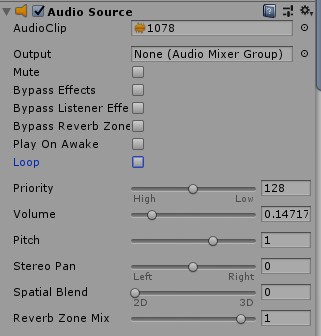 Audio Source
AudioClip 1078
Output None (Audio Mixer Group)
Mute
Bypass Effects
Bypass Listener Effe
Bypass Reverb Zone
Play On Awake
Loop
Priority 128
High Low
Volume 0.14717
Pitch 1
Stereo Pan 0
Left Right
Spatial Blend 0
2D 3D
Reverb Zone Mix 1